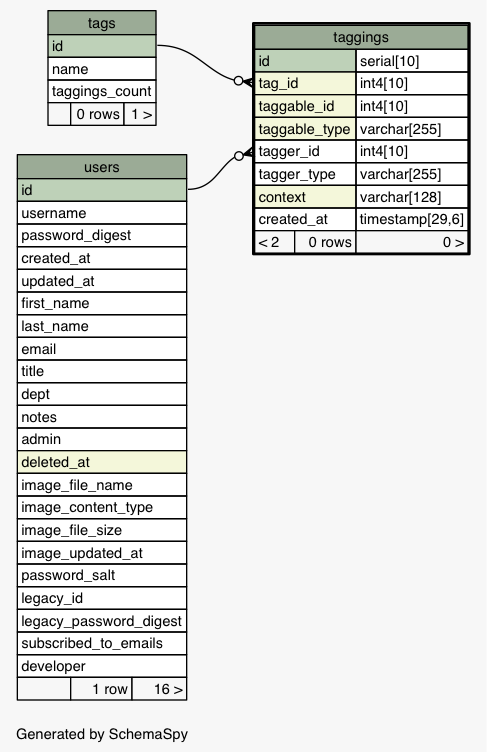 tags
id
name
taggings_count
0 rows 1 >
taggings
id serial[10]
tag_id int4[10]
taggable_id int4[10]
taggable_type varchar[255]
tagger_id int4[10]
tagger_type varchar[255]
context varchar[128]
created_at timestamp[29,6]
< 2 0 rows 0 >
users
id
username
password_digest
created_at
updated_at
first_name
last_name
email
title
dept
notes
admin
deleted_at
image_file_name
image_content_type
image_file_size
image_updated_at
password_salt
legacy_id
legacy_password_digest
subscribed_to_emails
developer
1 row 16 >
Generated by SchemaSpy